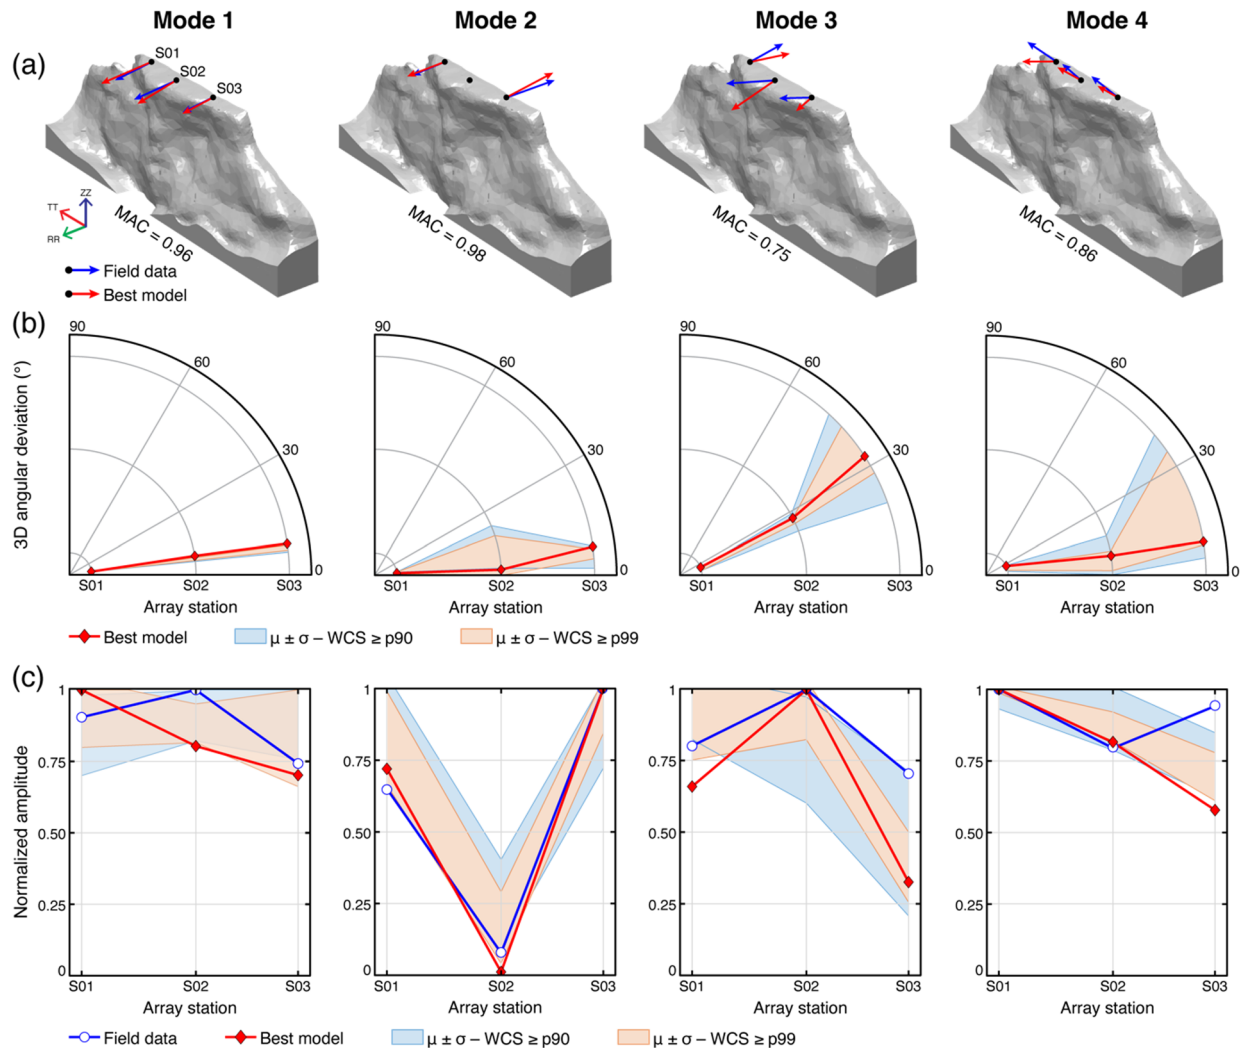 Mode 1 Mode 2 Mode 3 Mode 4
(a)
S01
S02
S03
ZZ
TT
RR
MAC = 0.96
MAC = 0.98
MAC = 0.75
MAC = 0.86
Field data
Best model
(b)
3D angular deviation (°)
90 60 30 0
S01 S02 S03
Array station
90 60 30 0
S01 S02 S03
Array station
90 60 30 0
S01 S02 S03
Array station
90 60 30 0
S01 S02 S03
Array station
Best model μ ± σ – WCS ≥ p90 μ ± σ – WCS ≥ p99
(c)
Normalized amplitude
1
0.75
0.50
0.25
0
S01 S02 S03
Array station
1
0.75
0.50
0.25
0
S01 S02 S03
Array station
1
0.75
0.50
0.25
0
S01 S02 S03
Array station
1
0.75
0.50
0.25
0
S01 S02 S03
Array station
Field data Best model μ ± σ – WCS ≥ p90 μ ± σ – WCS ≥ p99